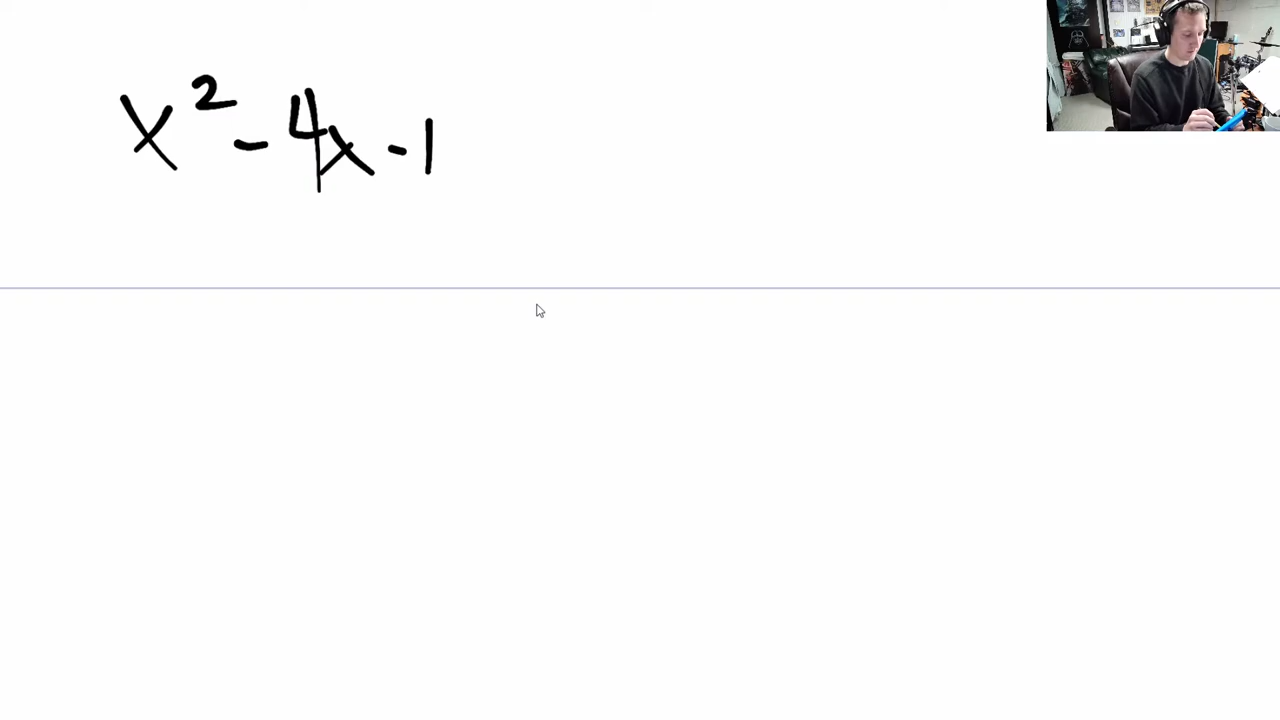 x² - 4x - 1